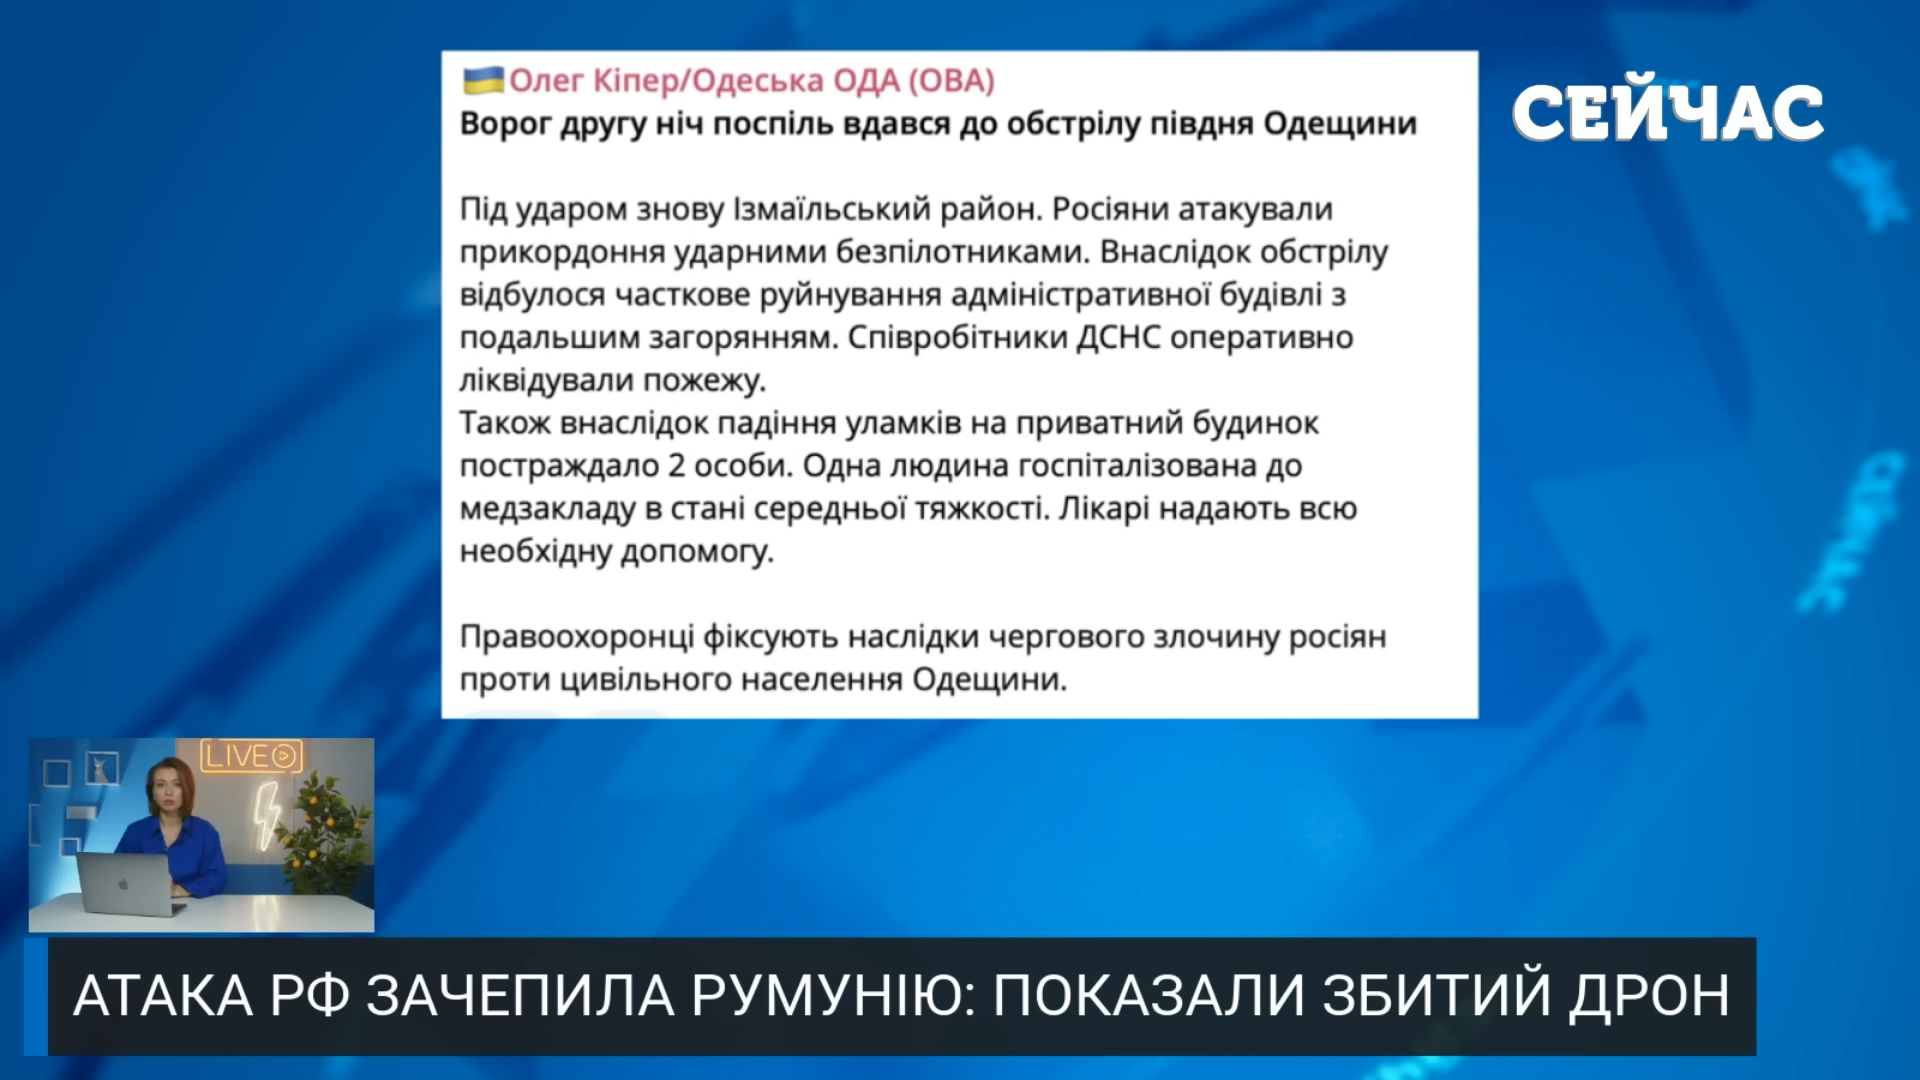 Олег Кіпер/Одеська ОДА (ОВА)
Ворог другу ніч поспіль вдався до обстрілу півдня Одещини
СЕЙЧАС
Під ударом знову Ізмаїльський район. Росіяни атакували
прикордоння ударними безпілотниками. Внаслідок обстрілу
відбулося часткове руйнування адміністративної будівлі з
подальшим загорянням. Співробітники ДСНС оперативно
ліквідували пожежу.
Також внаслідок падіння уламків на приватний будинок
постраждало 2 особи. Одна людина госпіталізована до
медзакладу в стані середньої тяжкості. Лікарі надають всю
необхідну допомогу.
Правоохоронці фіксують наслідки чергового злочину росіян
проти цивільного населення Одещини.
LIVE
АТАКА РФ ЗАЧЕПИЛА РУМУНІЮ: ПОКАЗАЛИ ЗБИТИЙ ДРОН